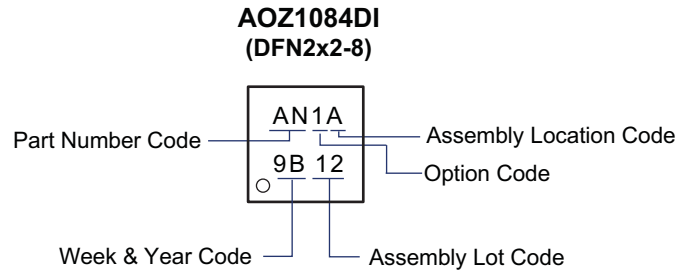 AOZ1084DI
(DFN2x2-8)
AN1A
Part Number Code
Assembly Location Code
9B 12
Option Code
Week & Year Code
Assembly Lot Code